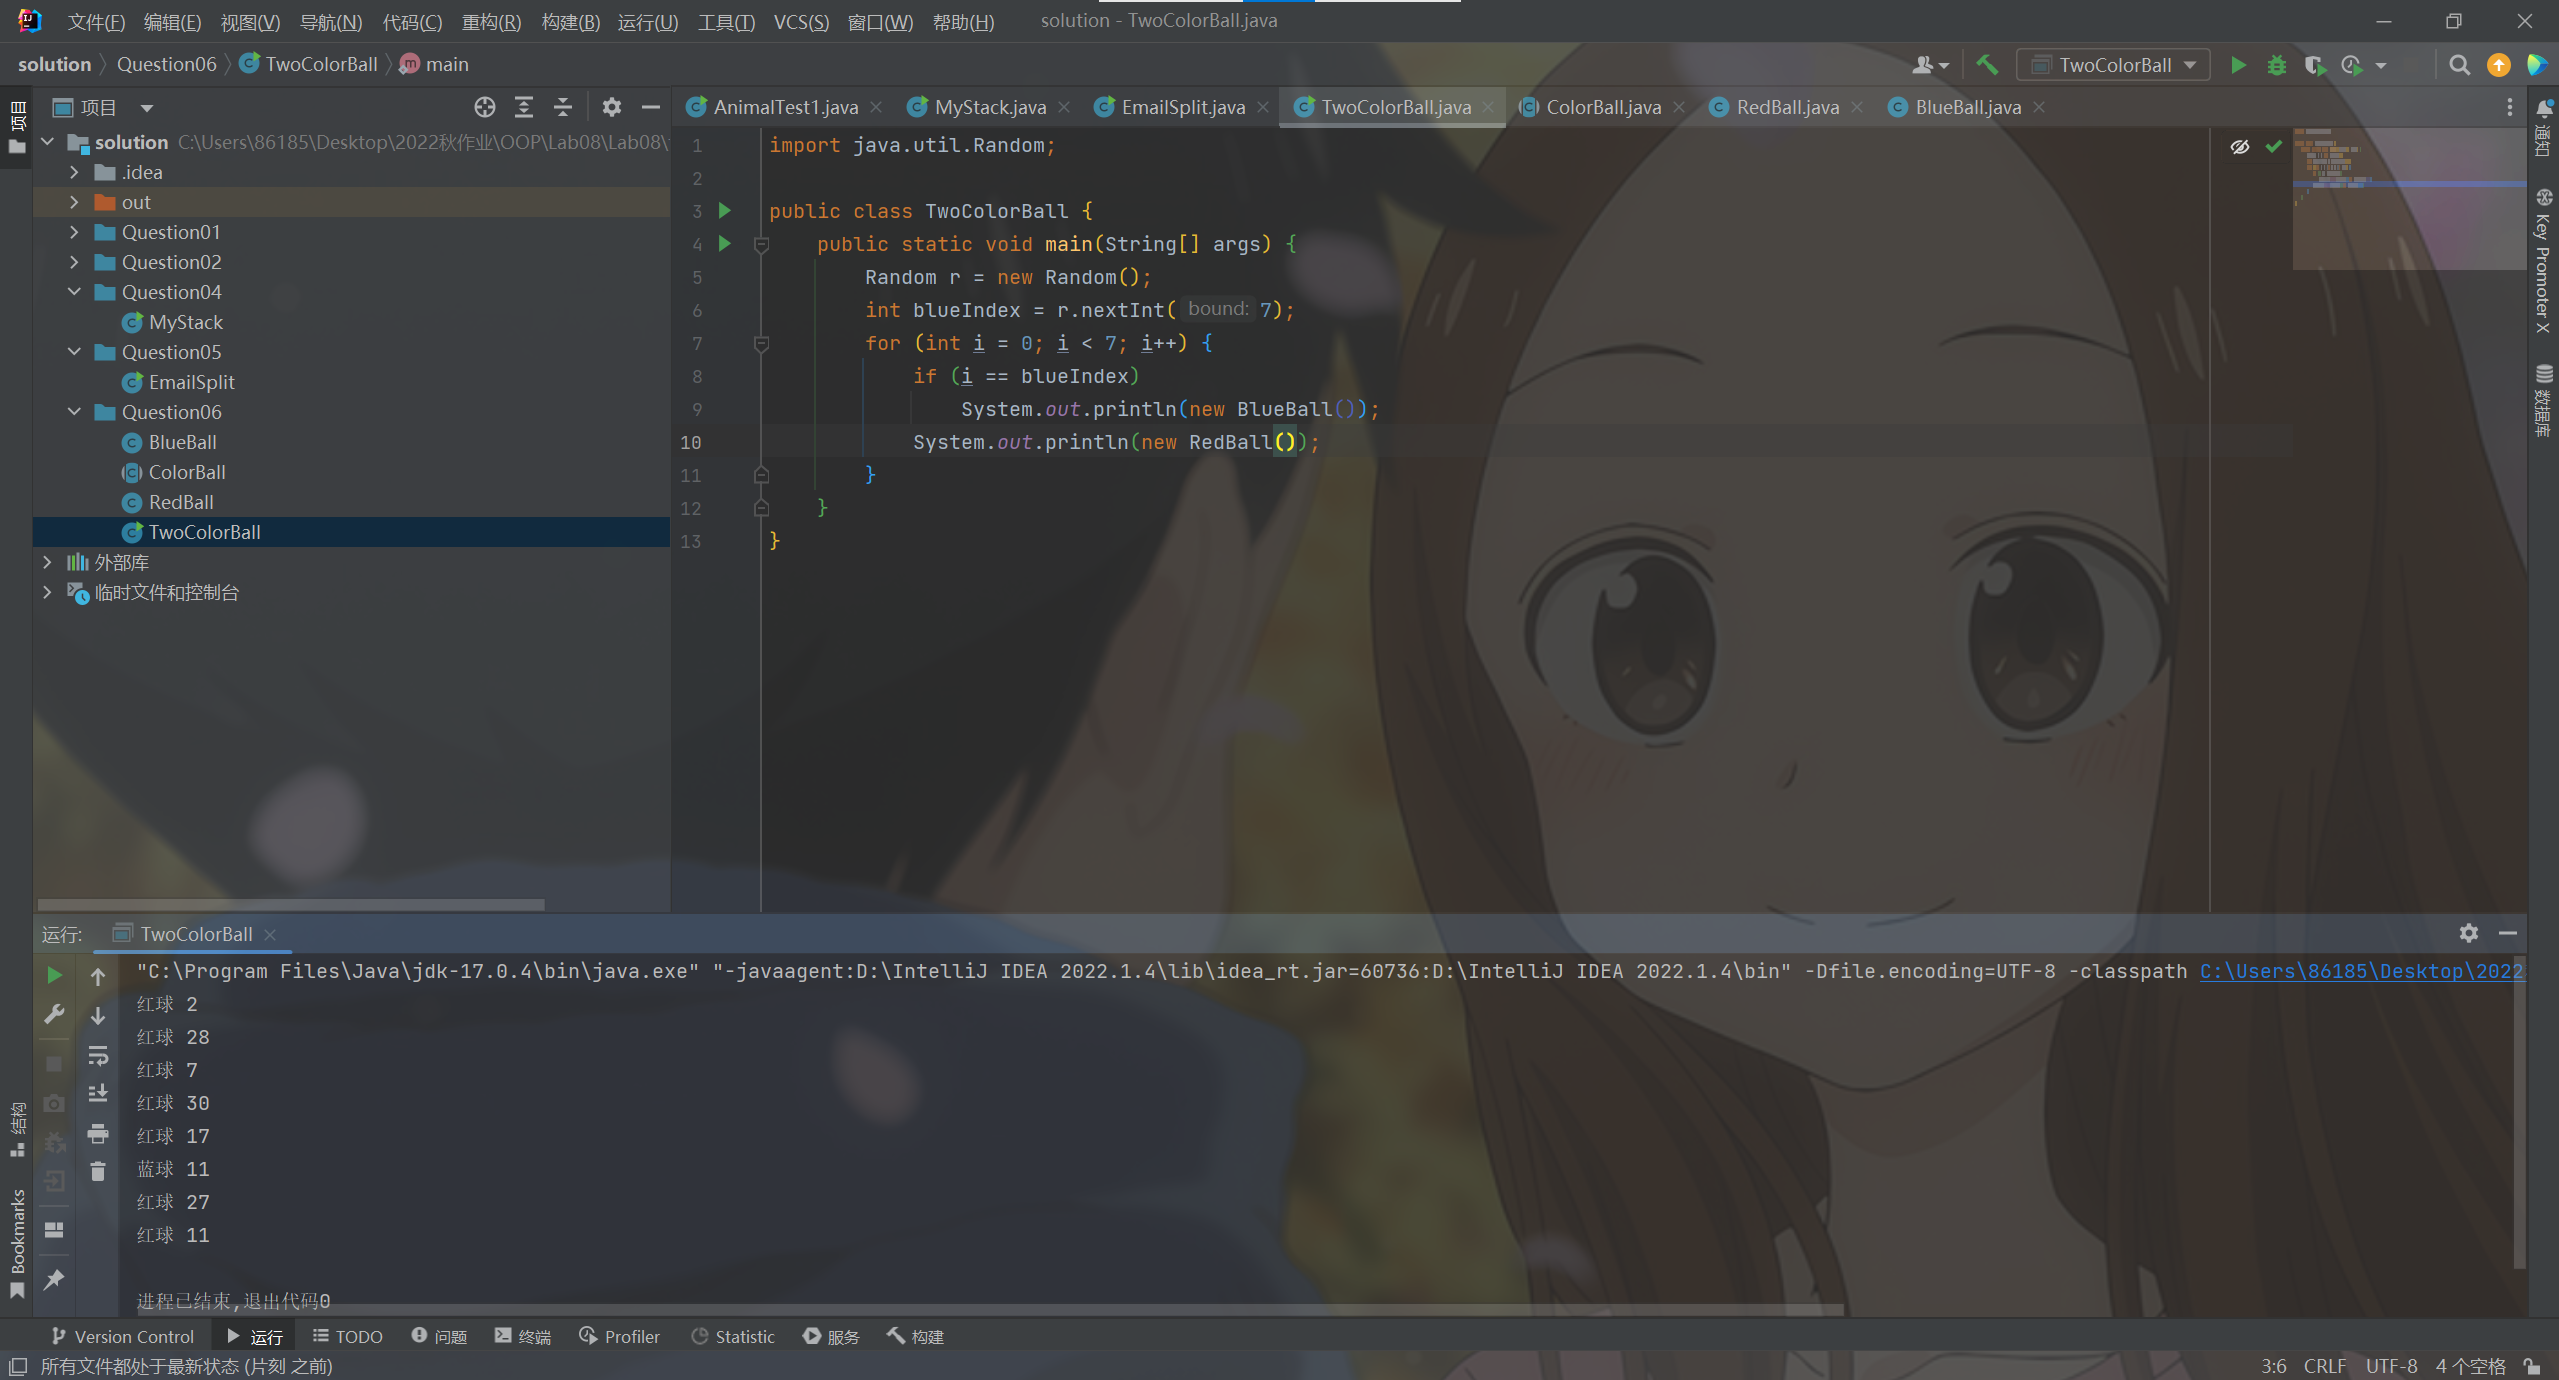 文件(F) 编辑(E) 视图(V) 导航(N) 代码(C) 重构(R) 构建(B) 运行(U) 工具(T) VCS(S) 窗口(W) 帮助(H) solution - TwoColorBall.java
solution Question06 TwoColorBall main TwoColorBall
项目
AnimalTest1.java MyStack.java EmailSplit.java TwoColorBall.java ColorBall.java RedBall.java BlueBall.java
项目
solution C:\Users\86185\Desktop\2022秋作业\OOP\Lab08\Lab08\
.idea
out
Question01
Question02
Question04
MyStack
Question05
EmailSplit
Question06
BlueBall
ColorBall
RedBall
TwoColorBall
外部库
临时文件和控制台
1 import java.util.Random;
2
3 public class TwoColorBall {
4 public static void main(String[] args) {
5 Random r = new Random();
6 int blueIndex = r.nextInt( bound: 7);
7 for (int i = 0; i < 7; i++) {
8 if (i == blueIndex)
9 System.out.println(new BlueBall());
10 System.out.println(new RedBall());
11 }
12 }
13 }
通知
Key Promoter X
数据库
运行: TwoColorBall
"C:\Program Files\Java\jdk-17.0.4\bin\java.exe" "-javaagent:D:\IntelliJ IDEA 2022.1.4\lib\idea_rt.jar=60736:D:\IntelliJ IDEA 2022.1.4\bin" -Dfile.encoding=UTF-8 -classpath C:\Users\86185\Desktop\2022
红球 2
红球 28
红球 7
红球 30
红球 17
蓝球 11
红球 27
红球 11
进程已结束,退出代码0
结构
Bookmarks
Version Control 运行 TODO 问题 终端 Profiler Statistic 服务 构建
所有文件都处于最新状态 (片刻 之前) 3:6 CRLF UTF-8 4 个空格